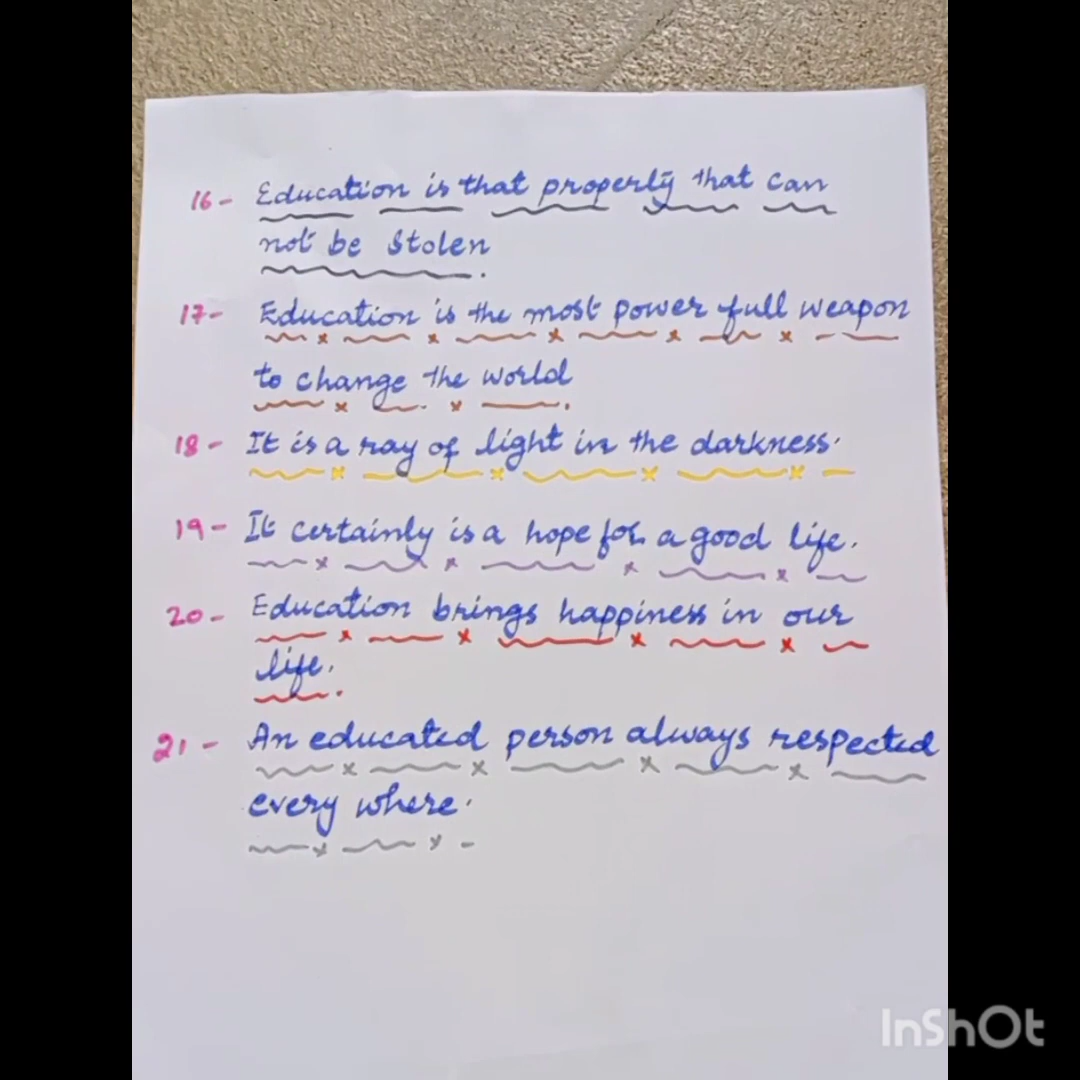 16- Education is that property that can
not be stolen.
17- Education is the most power full weapon
to change the world.
18- It is a ray of light in the darkness.
19- It certainly is a hope for a good life.
20- Education brings happiness in our
life.
21- An educated person always respected
every where.
InShOt